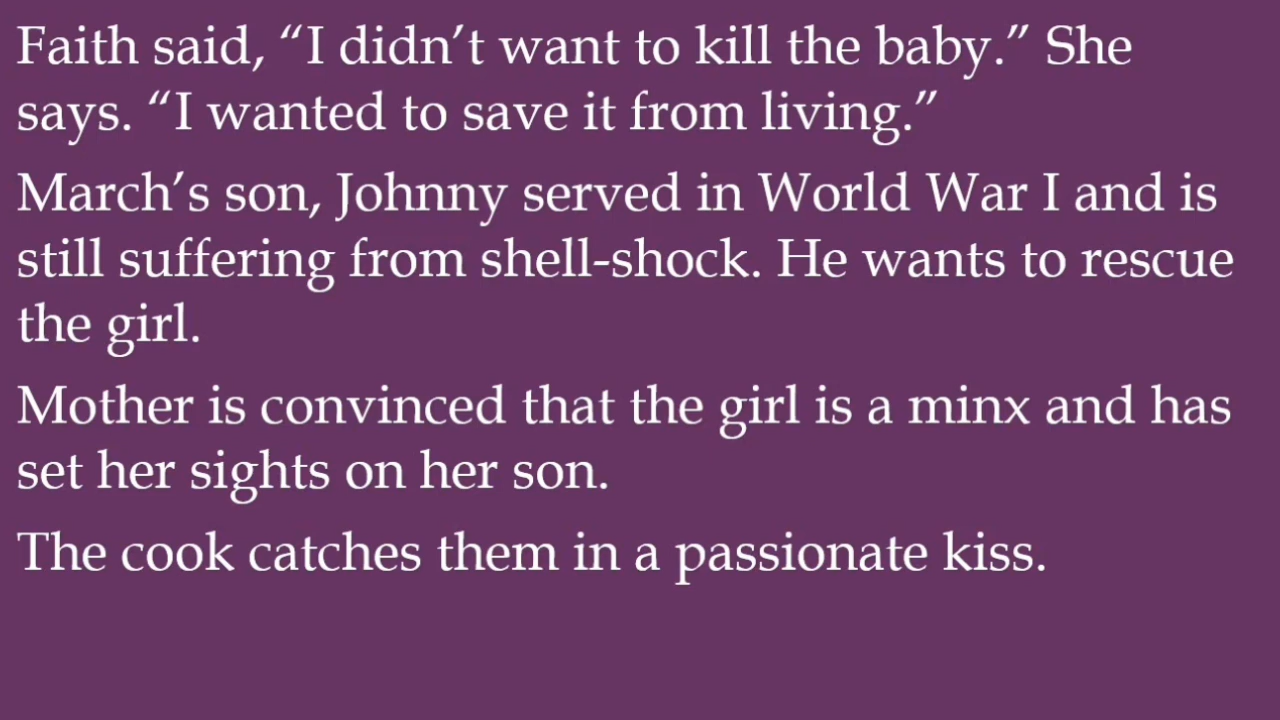 Faith said, “I didn’t want to kill the baby.” She
says. “I wanted to save it from living.”
March’s son, Johnny served in World War I and is
still suffering from shell-shock. He wants to rescue
the girl.
Mother is convinced that the girl is a minx and has
set her sights on her son.
The cook catches them in a passionate kiss.